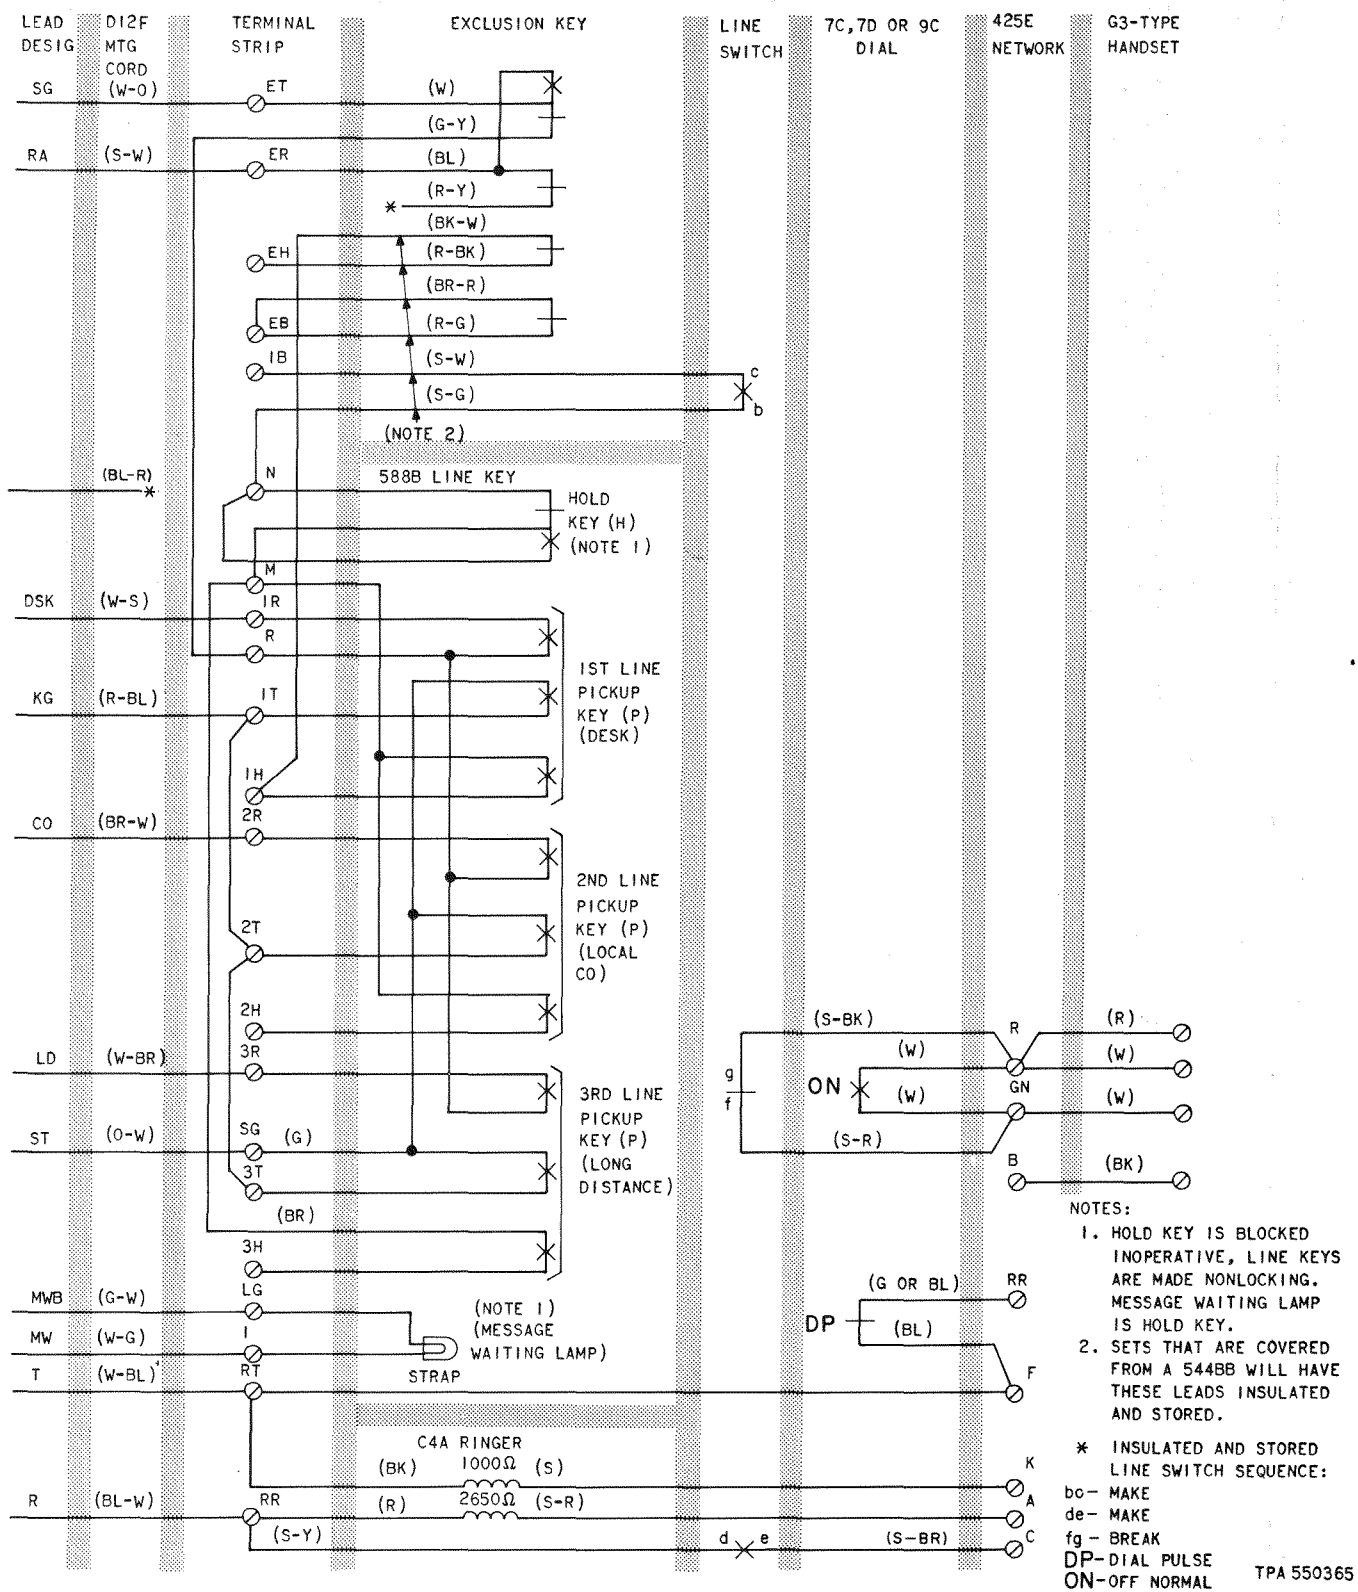 LEAD DESIG
D12F MTG CORD
TERMINAL STRIP
EXCLUSION KEY
LINE SWITCH
7C,7D OR 9C DIAL
425E NETWORK
G3-TYPE HANDSET
SG (W-O) ET (W)
(G-Y)
RA (S-W) ER (BL)
(R-Y)
*
(BK-W)
EH (R-BK)
(BR-R)
EB (R-G)
IB (S-W) c
(S-G) b
(NOTE 2)
(BL-R) * N
588B LINE KEY
HOLD
KEY (H)
(NOTE 1)
M
DSK (W-S) IR
R
1ST LINE
PICKUP
KEY (P)
(DESK)
KG (R-BL) IT
IH
2R
CO (BR-W)
2ND LINE
PICKUP
KEY (P)
(LOCAL
CO)
2T
2H
3R
LD (W-BR)
3RD LINE
PICKUP
KEY (P)
(LONG
DISTANCE)
ST (O-W) SG (G)
3T
(BR)
3H
g
f
(S-BK) R (R)
(W) (W)
ON
GN
(W) (W)
(S-R)
B (BK)
LG
MWB (G-W)
MW (W-G) I
(NOTE 1)
(MESSAGE
WAITING LAMP)
STRAP
T (W-BL) RT
(G OR BL) RR
DP
(BL)
F
C4A RINGER
(BK) 1000Ω (S) K
R (BL-W) RR (R) 2650Ω (S-R) A
(S-Y) d e (S-BR) C
NOTES:
1. HOLD KEY IS BLOCKED
INOPERATIVE, LINE KEYS
ARE MADE NONLOCKING.
MESSAGE WAITING LAMP
IS HOLD KEY.
2. SETS THAT ARE COVERED
FROM A 544BB WILL HAVE
THESE LEADS INSULATED
AND STORED.
* INSULATED AND STORED
LINE SWITCH SEQUENCE:
bc- MAKE
de- MAKE
fg- BREAK
DP-DIAL PULSE
ON-OFF NORMAL
TPA 550365